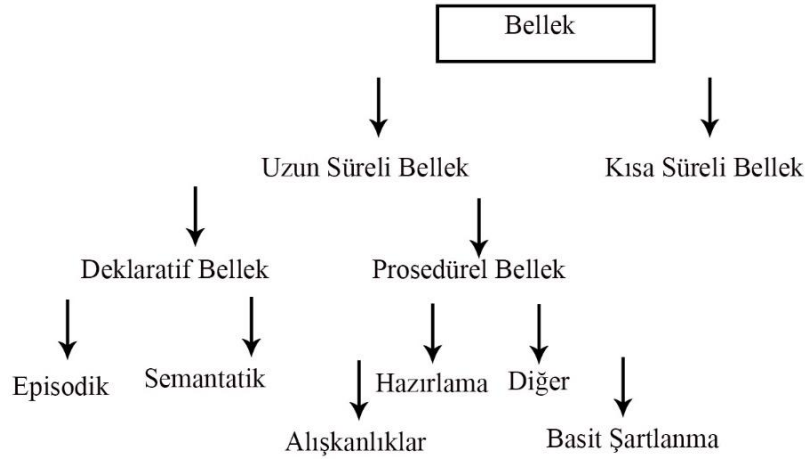 Bellek
Uzun Süreli Bellek
Kısa Süreli Bellek
Deklaratif Bellek
Prosedürel Bellek
Episodik
Semantatik
Hazırlama
Diğer
Alışkanlıklar
Basit Şartlanma